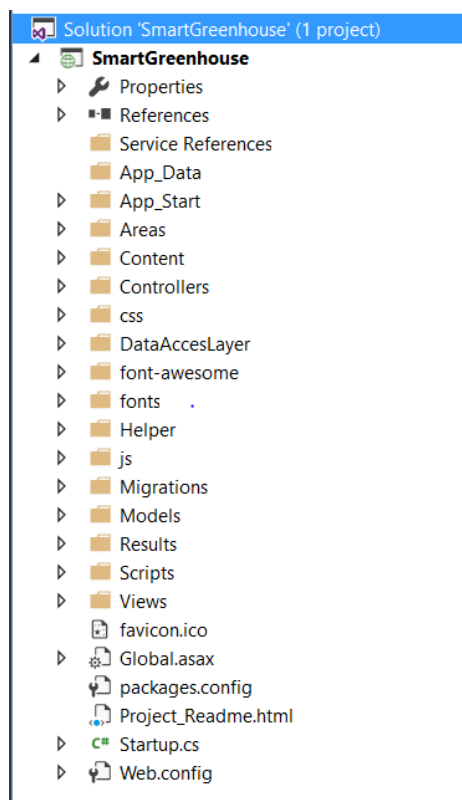 Solution 'SmartGreenhouse' (1 project)
SmartGreenhouse
Properties
References
Service References
App_Data
App_Start
Areas
Content
Controllers
css
DataAccesLayer
font-awesome
fonts
Helper
js
Migrations
Models
Results
Scripts
Views
favicon.ico
Global.asax
packages.config
Project_Readme.html
C# Startup.cs
Web.config